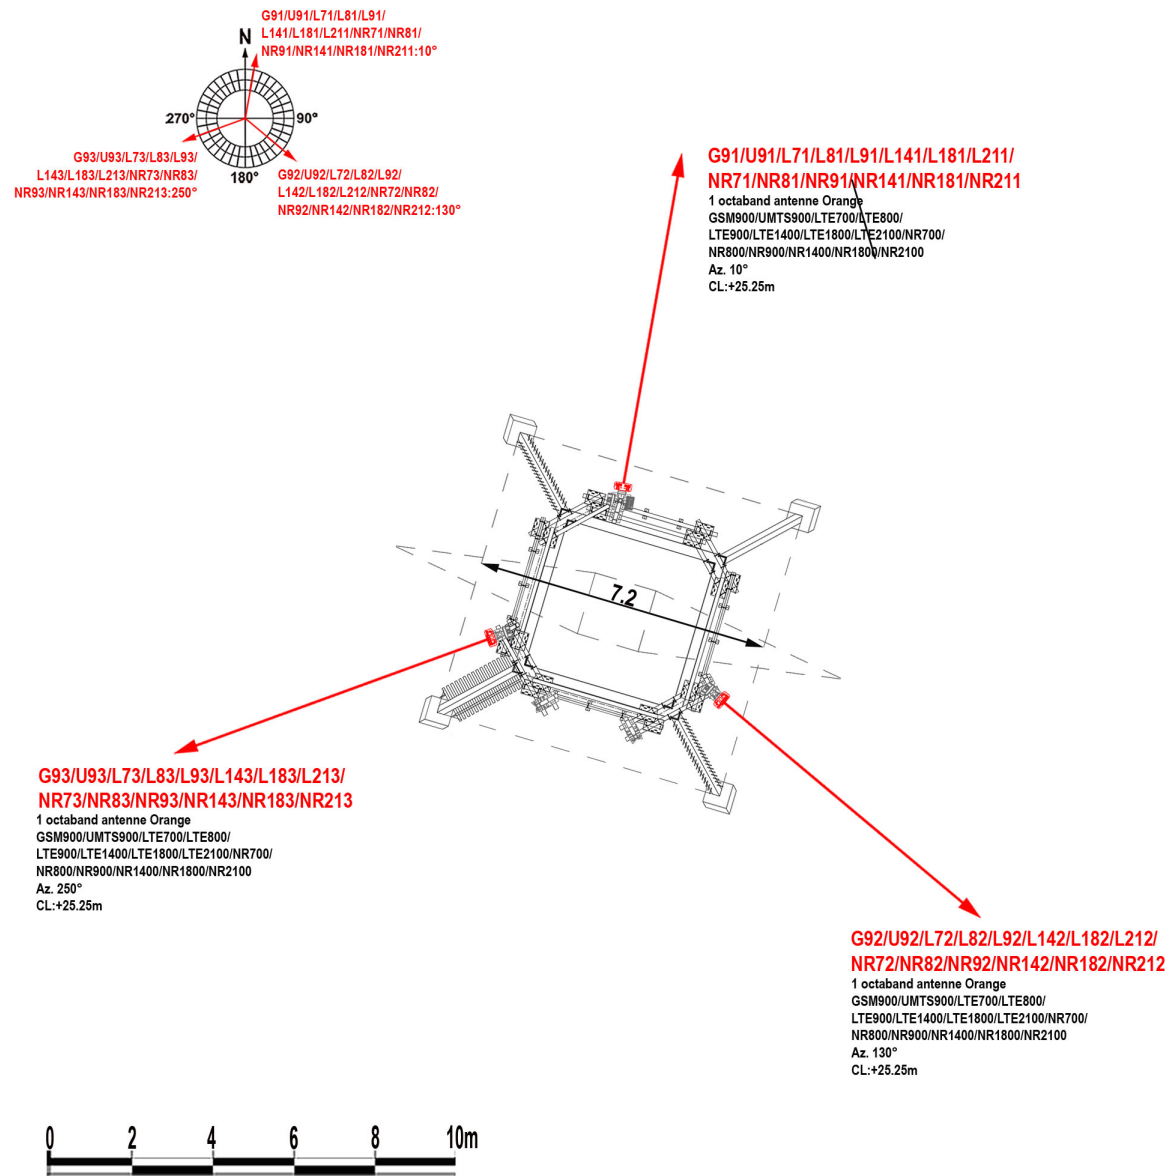 G91/U91/L71/L81/L91/
L141/L181/L211/NR71/NR81/
NR91/NR141/NR181/NR211:10°
N
270°
90°
180°
G93/U93/L73/L83/L93/
L143/L183/L213/NR73/NR83/
NR93/NR143/NR183/NR213:250°
G92/U92/L72/L82/L92/
L142/L182/L212/NR72/NR82/
NR92/NR142/NR182/NR212:130°
G91/U91/L71/L81/L91/L141/L181/L211/
NR71/NR81/NR91/NR141/NR181/NR211
1 octaband antenne Orange
GSM900/UMTS900/LTE700/LTE800/
LTE900/LTE1400/LTE1800/LTE2100/NR700/
NR800/NR900/NR1400/NR1800/NR2100
Az. 10°
CL:+25.25m
7.2
G93/U93/L73/L83/L93/L143/L183/L213/
NR73/NR83/NR93/NR143/NR183/NR213
1 octaband antenne Orange
GSM900/UMTS900/LTE700/LTE800/
LTE900/LTE1400/LTE1800/LTE2100/NR700/
NR800/NR900/NR1400/NR1800/NR2100
Az. 250°
CL:+25.25m
G92/U92/L72/L82/L92/L142/L182/L212/
NR72/NR82/NR92/NR142/NR182/NR212
1 octaband antenne Orange
GSM900/UMTS900/LTE700/LTE800/
LTE900/LTE1400/LTE1800/LTE2100/NR700/
NR800/NR900/NR1400/NR1800/NR2100
Az. 130°
CL:+25.25m
0 2 4 6 8 10m